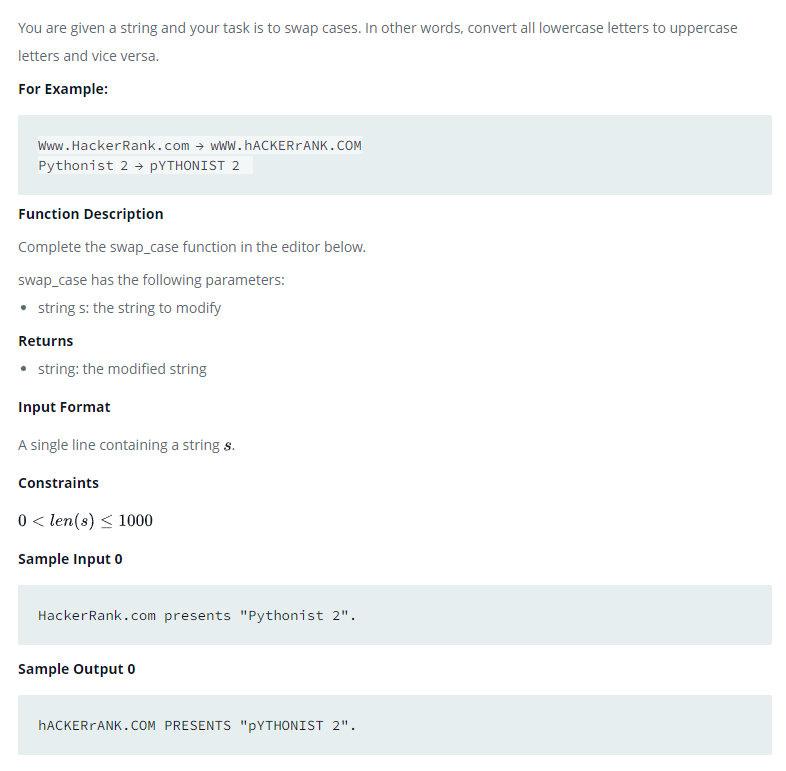 You are given a string and your task is to swap cases. In other words, convert all lowercase letters to uppercase
letters and vice versa.
For Example:
Www.HackerRank.com → wWW.hACKERrANK.COM
Pythonist 2 → pYTHONIST 2
Function Description
Complete the swap_case function in the editor below.
swap_case has the following parameters:
• string s: the string to modify
Returns
• string: the modified string
Input Format
A single line containing a string s.
Constraints
0 < len(s) ≤ 1000
Sample Input 0
HackerRank.com presents "Pythonist 2".
Sample Output 0
hACKERrANK.COM PRESENTS "pYTHONIST 2".